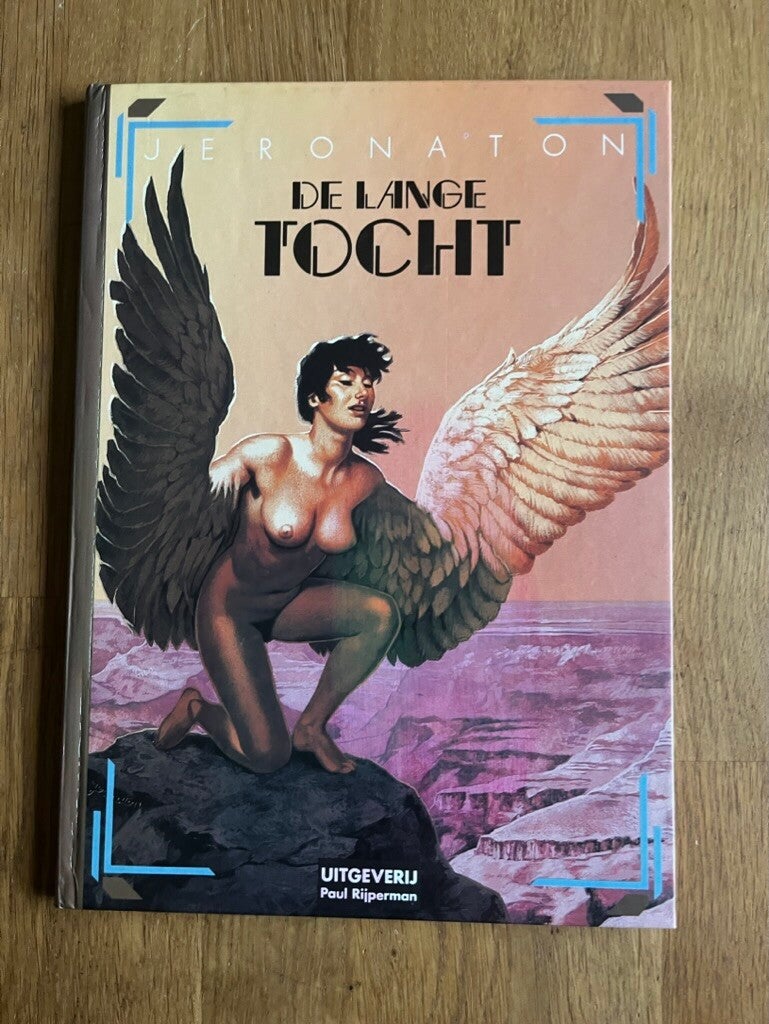 JERONATON
DE LANGE
TOCHT
UITGEVERIJ
Paul Rijperman